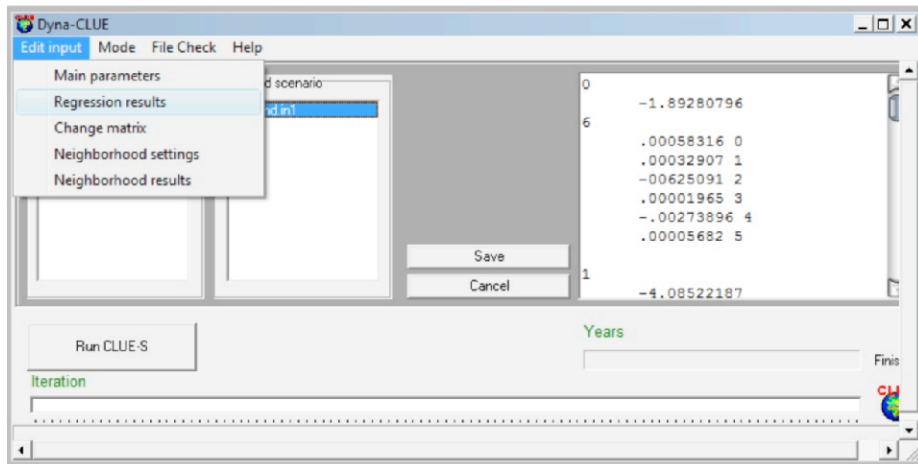 Dyna-CLUE
Edit input Mode File Check Help
Main parameters
Regression results
Change matrix
Neighborhood settings
Neighborhood results
d scenario
nd.in1
0
-1.89280796
6
.00058316 0
.00032907 1
-00625091 2
.00001965 3
-.00273896 4
.00005682 5
1
-4.08522187
Save
Cancel
Run CLUE-S
Years
Finis
Iteration
CL